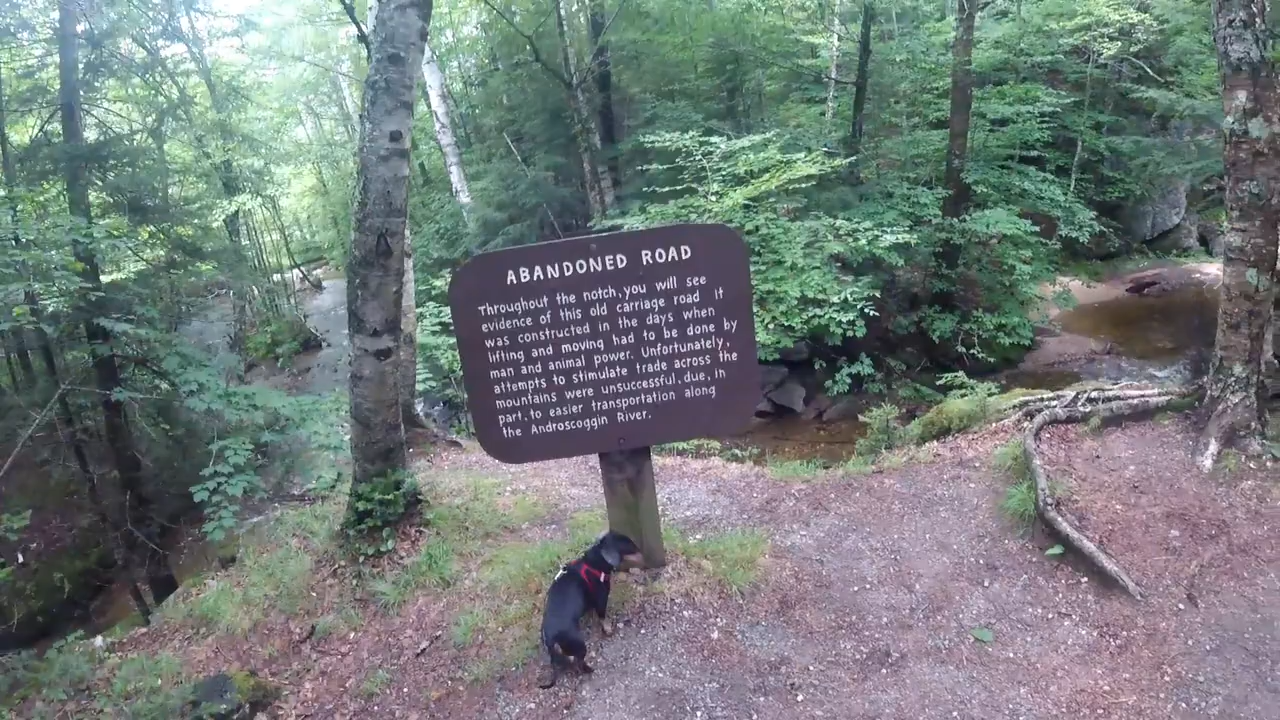 ABANDONED ROAD
Throughout the notch, you will see
evidence of this old carriage road It
was constructed in the days when
lifting and moving had to be done by
man and animal power. Unfortunately,
attempts to stimulate trade across the
mountains were unsuccessful, due, in
part, to easier transportation along
the Androscoggin River.